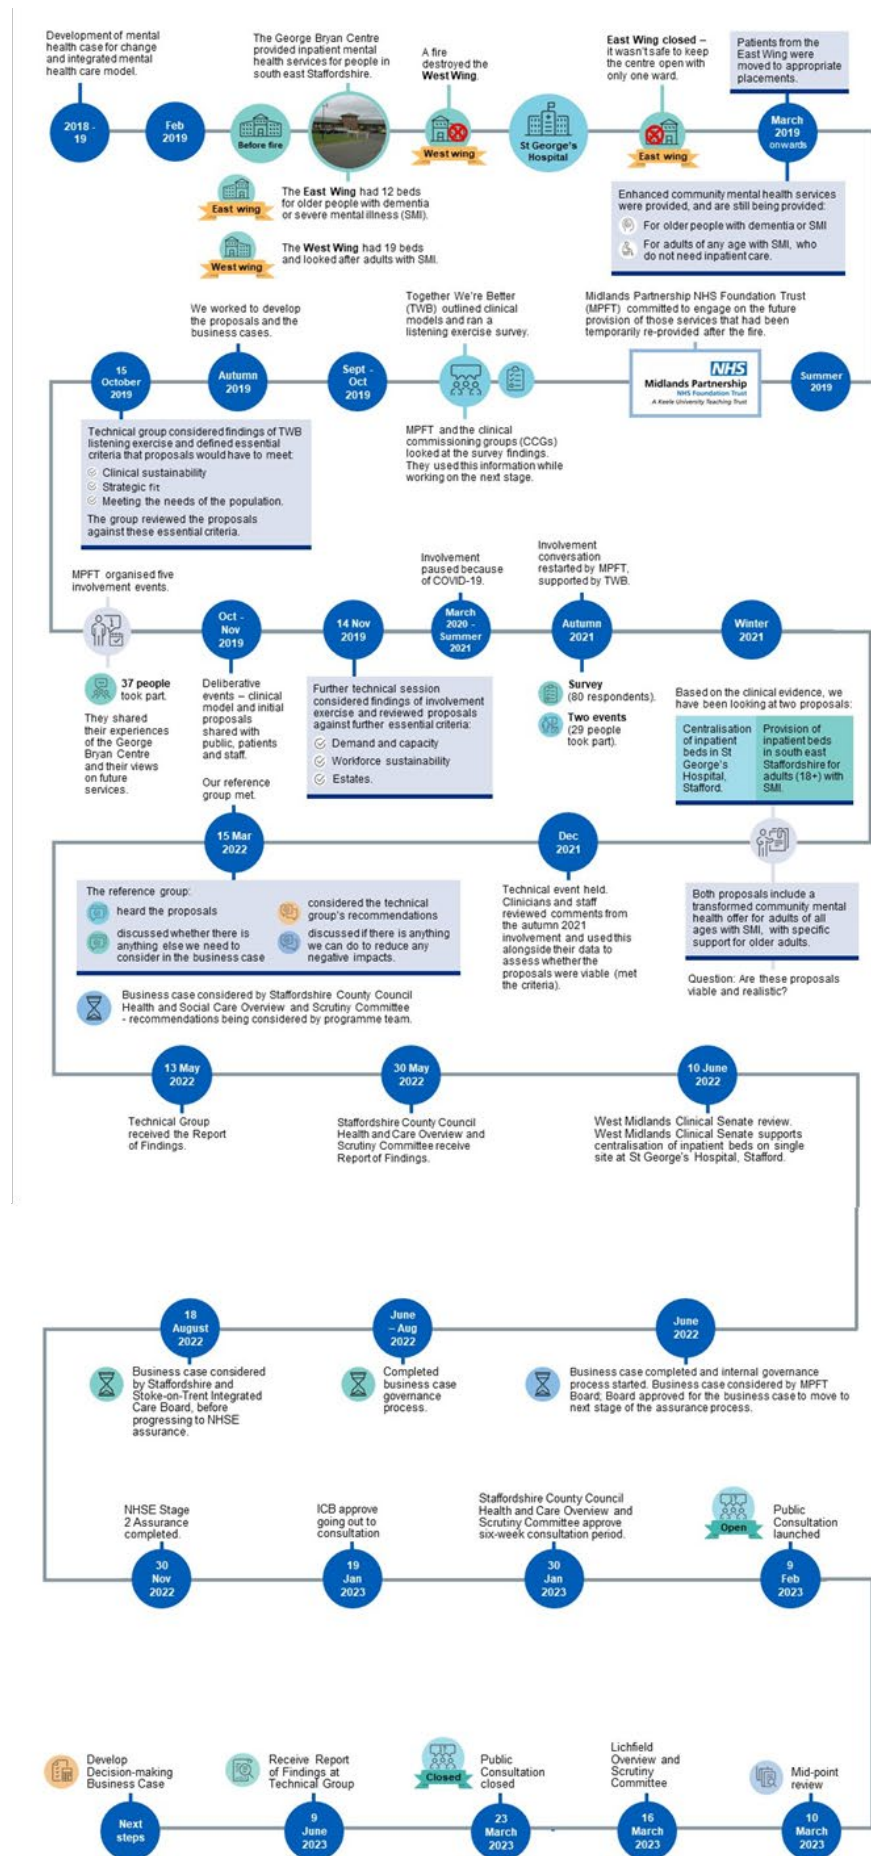 Development of mental
health case for change
and integrated mental
health care model.
2018 -
19
Feb
2019
The George Bryan Centre
provided inpatient mental
health services for people in
south east Staffordshire.
Before fire
East wing
The East Wing had 12 beds
for older people with dementia
or severe mental illness (SMI).
West wing
The West Wing had 19 beds
and looked after adults with SMI.
A fire
destroyed the
West Wing.
West wing
St George's
Hospital
East Wing closed –
it wasn't safe to keep
the centre open with
only one ward.
East wing
Patients from the
East Wing were
moved to appropriate
placements.
March
2019
onwards
Enhanced community mental health services
were provided, and are still being provided:
For older people with dementia or SMI
For adults of any age with SMI, who
do not need inpatient care.
Summer
2019
Midlands Partnership NHS Foundation Trust
(MPFT) committed to engage on the future
provision of those services that had been
temporarily re-provided after the fire.
NHS
Midlands Partnership
NHS Foundation Trust
A Keele University Teaching Trust
Together We're Better
(TWB) outlined clinical
models and ran a
listening exercise survey.
MPFT and the clinical
commissioning groups (CCGs)
looked at the survey findings.
They used this information while
working on the next stage.
Sept -
Oct
2019
We worked to develop
the proposals and the
business cases.
Autumn
2019
15
October
2019
Technical group considered findings of TWB
listening exercise and defined essential
criteria that proposals would have to meet:
Clinical sustainability
Strategic fit
Meeting the needs of the population.
The group reviewed the proposals
against these essential criteria.
MPFT organised five
involvement events.
37 people
took part.
They shared
their experiences
of the George
Bryan Centre
and their views
on future
services.
Oct -
Nov
2019
Deliberative
events – clinical
model and initial
proposals
shared with
public, patients
and staff.
Our reference
group met.
14 Nov
2019
Further technical session
considered findings of involvement
exercise and reviewed proposals
against further essential criteria:
Demand and capacity
Workforce sustainability
Estates.
Involvement
paused because
of COVID-19.
March
2020 -
Summer
2021
Involvement
conversation
restarted by MPFT,
supported by TWB.
Autumn
2021
Survey
(80 respondents).
Two events
(29 people
took part).
Winter
2021
Based on the clinical evidence, we
have been looking at two proposals:
Centralisation
of inpatient
beds in St
George's
Hospital,
Stafford.
Provision of
inpatient beds
in south east
Staffordshire for
adults (18+) with
SMI.
Both proposals include a
transformed community mental
health offer for adults of all
ages with SMI, with specific
support for older adults.
Question: Are these proposals
viable and realistic?
Dec
2021
Technical event held.
Clinicians and staff
reviewed comments from
the autumn 2021
involvement and used this
alongside their data to
assess whether the
proposals were viable (met
the criteria).
15 Mar
2022
The reference group:
heard the proposals
considered the technical
group's recommendations
discussed whether there is
anything else we need to
consider in the business case
discussed if there is anything
we can do to reduce any
negative impacts.
Business case considered by Staffordshire County Council
Health and Social Care Overview and Scrutiny Committee
- recommendations being considered by programme team.
13 May
2022
Technical Group
received the Report
of Findings.
30 May
2022
Staffordshire County Council
Health and Care Overview and
Scrutiny Committee receive
Report of Findings.
10 June
2022
West Midlands Clinical Senate review.
West Midlands Clinical Senate supports
centralisation of inpatient beds on single
site at St George's Hospital, Stafford.
June
2022
Business case completed and internal governance
process started. Business case considered by MPFT
Board; Board approved for the business case to move to
next stage of the assurance process.
June
– Aug
2022
Completed
business case
governance
process.
18
August
2022
Business case considered
by Staffordshire and
Stoke-on-Trent Integrated
Care Board, before
progressing to NHSE
assurance.
NHSE Stage
2 Assurance
completed.
30
Nov
2022
ICB approve
going out to
consultation
19
Jan
2023
Staffordshire County Council
Health and Care Overview and
Scrutiny Committee approve
six-week consultation period.
30
Jan
2023
Open
Public
Consultation
launched
9
Feb
2023
Mid-point
review
10
March
2023
Lichfield
Overview and
Scrutiny
Committee
16
March
2023
Closed
Public
Consultation
closed
23
March
2023
Receive Report
of Findings at
Technical Group
9
June
2023
Develop
Decision-making
Business Case
Next
steps